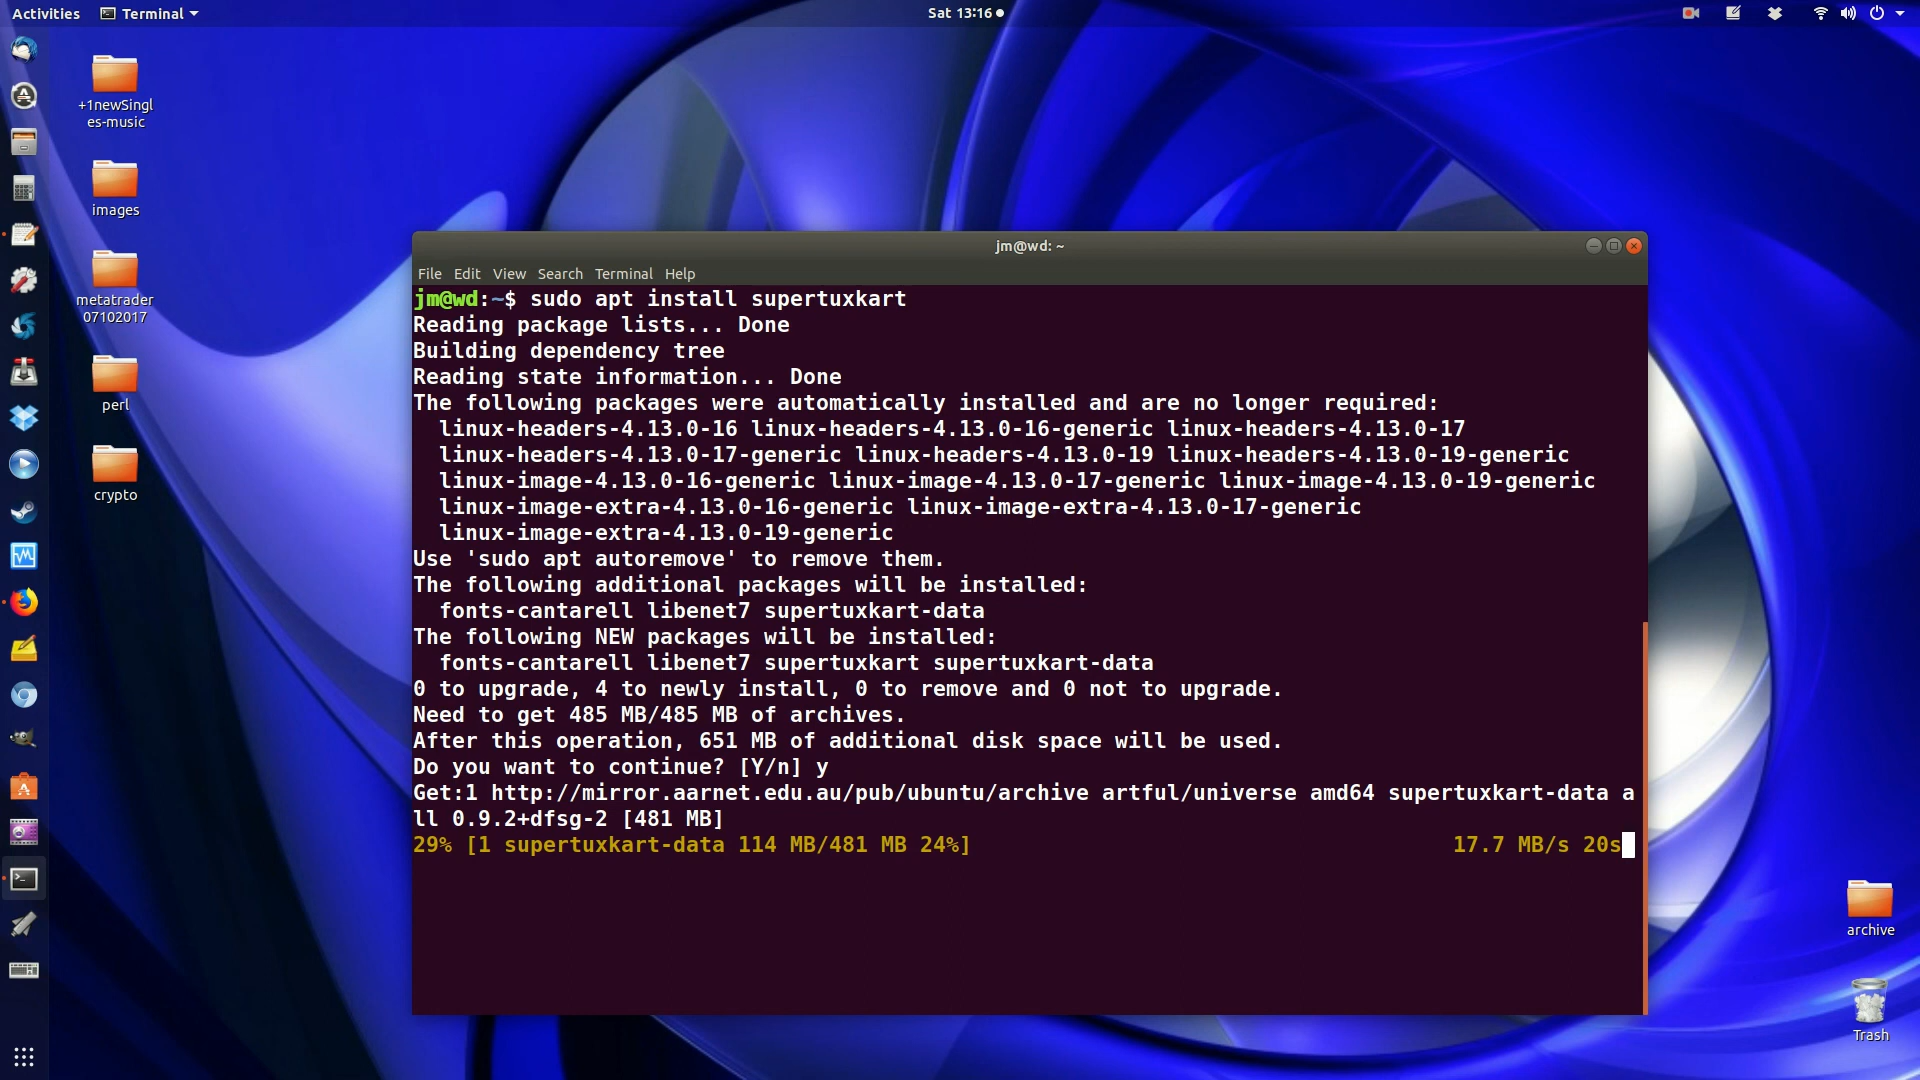 Activities
Terminal
Sat 13:16
+1newSingl
es-music
images
metatrader
07102017
perl
crypto
jm@wd: ~
File Edit View Search Terminal Help
jm@wd:~$ sudo apt install supertuxkart
Reading package lists... Done
Building dependency tree
Reading state information... Done
The following packages were automatically installed and are no longer required:
  linux-headers-4.13.0-16 linux-headers-4.13.0-16-generic linux-headers-4.13.0-17
  linux-headers-4.13.0-17-generic linux-headers-4.13.0-19 linux-headers-4.13.0-19-generic
  linux-image-4.13.0-16-generic linux-image-4.13.0-17-generic linux-image-4.13.0-19-generic
  linux-image-extra-4.13.0-16-generic linux-image-extra-4.13.0-17-generic
  linux-image-extra-4.13.0-19-generic
Use 'sudo apt autoremove' to remove them.
The following additional packages will be installed:
  fonts-cantarell libenet7 supertuxkart-data
The following NEW packages will be installed:
  fonts-cantarell libenet7 supertuxkart supertuxkart-data
0 to upgrade, 4 to newly install, 0 to remove and 0 not to upgrade.
Need to get 485 MB/485 MB of archives.
After this operation, 651 MB of additional disk space will be used.
Do you want to continue? [Y/n] y
Get:1 http://mirror.aarnet.edu.au/pub/ubuntu/archive artful/universe amd64 supertuxkart-data a
ll 0.9.2+dfsg-2 [481 MB]
29% [1 supertuxkart-data 114 MB/481 MB 24%] 17.7 MB/s 20s
archive
Trash